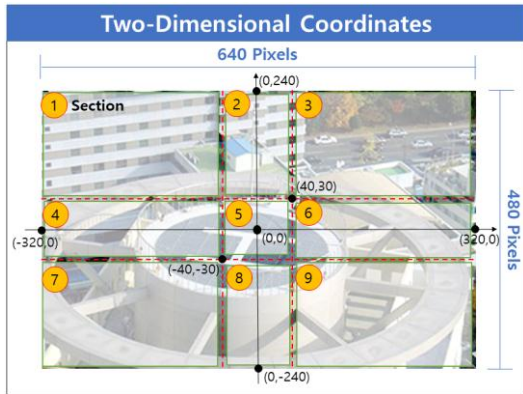 Two-Dimensional Coordinates
640 Pixels
(0,240)
1 Section 2 3
(40,30)
480 Pixels
4 5 6
(-320,0) (0,0) (320,0)
(-40,-30)
7 8 9
(0,-240)